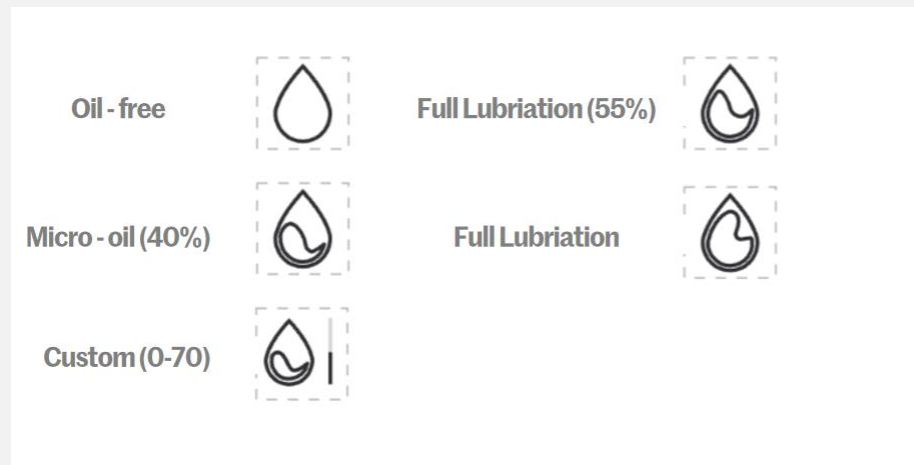 Oil - free
Full Lubriation (55%)
Micro - oil (40%)
Full Lubriation
Custom (0-70)